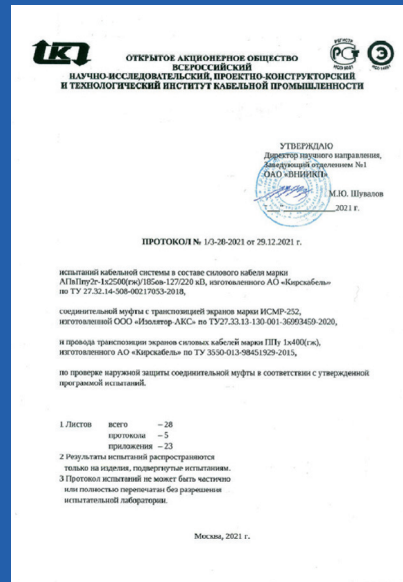 ОТКРЫТОЕ АКЦИОНЕРНОЕ ОБЩЕСТВО
ВСЕРОССИЙСКИЙ
НАУЧНО-ИССЛЕДОВАТЕЛЬСКИЙ, ПРОЕКТНО-КОНСТРУКТОРСКИЙ
И ТЕХНОЛОГИЧЕСКИЙ ИНСТИТУТ КАБЕЛЬНОЙ ПРОМЫШЛЕННОСТИ
УТВЕРЖДАЮ
Директор научного направления,
Заведующий отделением №1
ОАО «ВНИИКП»
М.Ю. Шувалов
2021 г.
ПРОТОКОЛ № 1/3-28-2021 от 29.12.2021 г.
испытаний кабельной системы в составе силового кабеля марки
АПвПпу2г-1х2500(гж)/185ов-127/220 кВ, изготовленного АО «Кирскабель»
по ТУ 27.32.14-508-00217053-2018,
соединительной муфты с транспозицией экранов марки ИСМР-252,
изготовленной ООО «Изолятор-АКС» по ТУ27.33.13-130-001-36993459-2020,
и провода транспозиции экранов силовых кабелей марки ППу 1х400(гж),
изготовленного АО «Кирскабель» по ТУ 3550-013-98451929-2015,
по проверке наружной защиты соединительной муфты в соответствии с утвержденной
программой испытаний.
1 Листов всего – 28
протокола – 5
приложения – 23
2 Результаты испытаний распространяются
только на изделия, подвергнутые испытаниям.
3 Протокол испытаний не может быть частично
или полностью перепечатан без разрешения
испытательной лаборатории.
Москва, 2021 г.